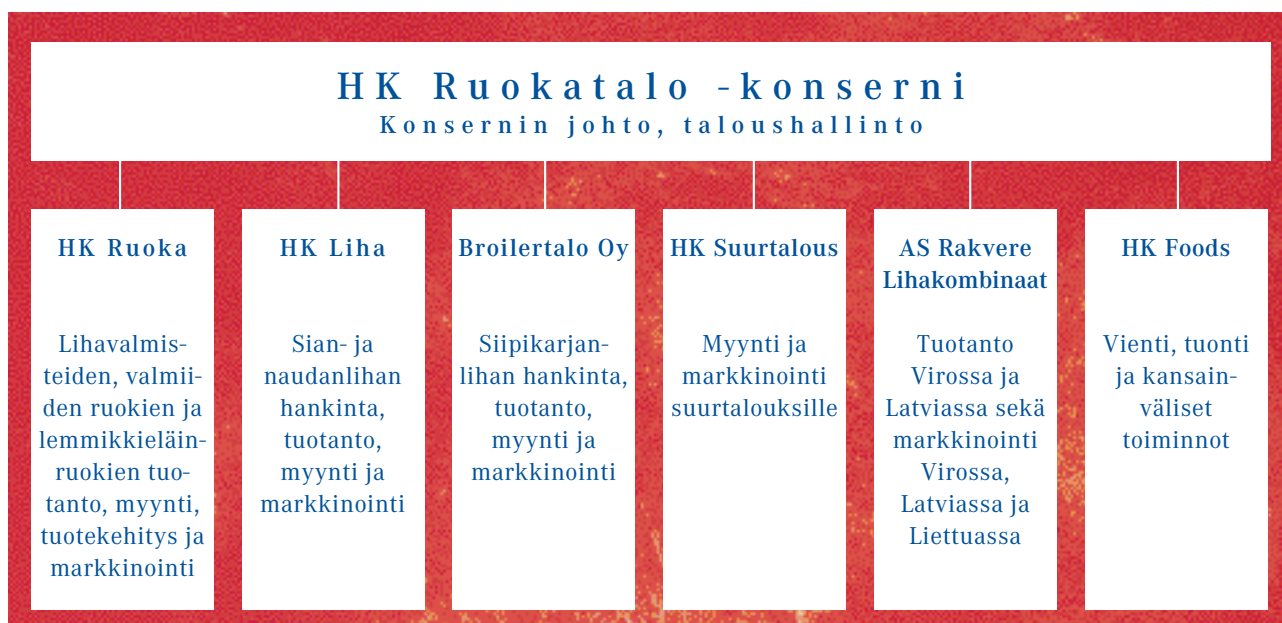 HK Ruokatalo -konserni
Konsernin johto, taloushallinto
HK Ruoka
Lihavalmis-
teiden, valmii-
den ruokien ja
lemmikkieläin-
ruokien tuo-
tanto, myynti,
tuotekehitys ja
markkinointi
HK Liha
Sian- ja
naudanlihan
hankinta,
tuotanto,
myynti ja
markkinointi
Broilertalo Oy
Siipikarjan-
lihan hankinta,
tuotanto,
myynti ja
markkinointi
HK Suurtalous
Myynti ja
markkinointi
suurtalouksille
AS Rakvere
Lihakombinaat
Tuotanto
Virossa ja
Latviassa sekä
markkinointi
Virossa,
Latviassa ja
Liettuassa
HK Foods
Vienti, tuonti
ja kansain-
väliset
toiminnot